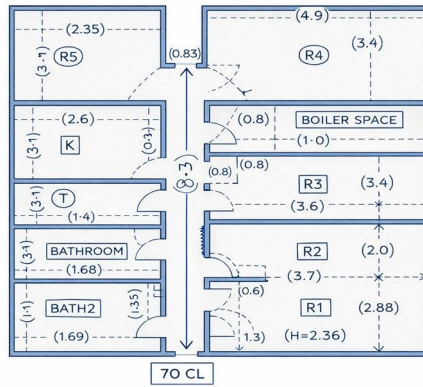 (4.9)
(2.35)
(0.83)
R5
R4
(3.4)
(3·1)
(2.6)
(0.8)
BOILER SPACE
(1·0)
K
(3·1)
(0·3)
(8·3)
(0.8)
(0.8)
R3
(3.4)
(3.6)
T
(3·1)
(1·4)
BATHROOM
(3·1)
(1.68)
R2
(2.0)
(3.7)
BATH2
(1·1)
(1.35)
(1.69)
(0.6)
R1
(2.88)
1.3)
(H=2.36)
70 CL